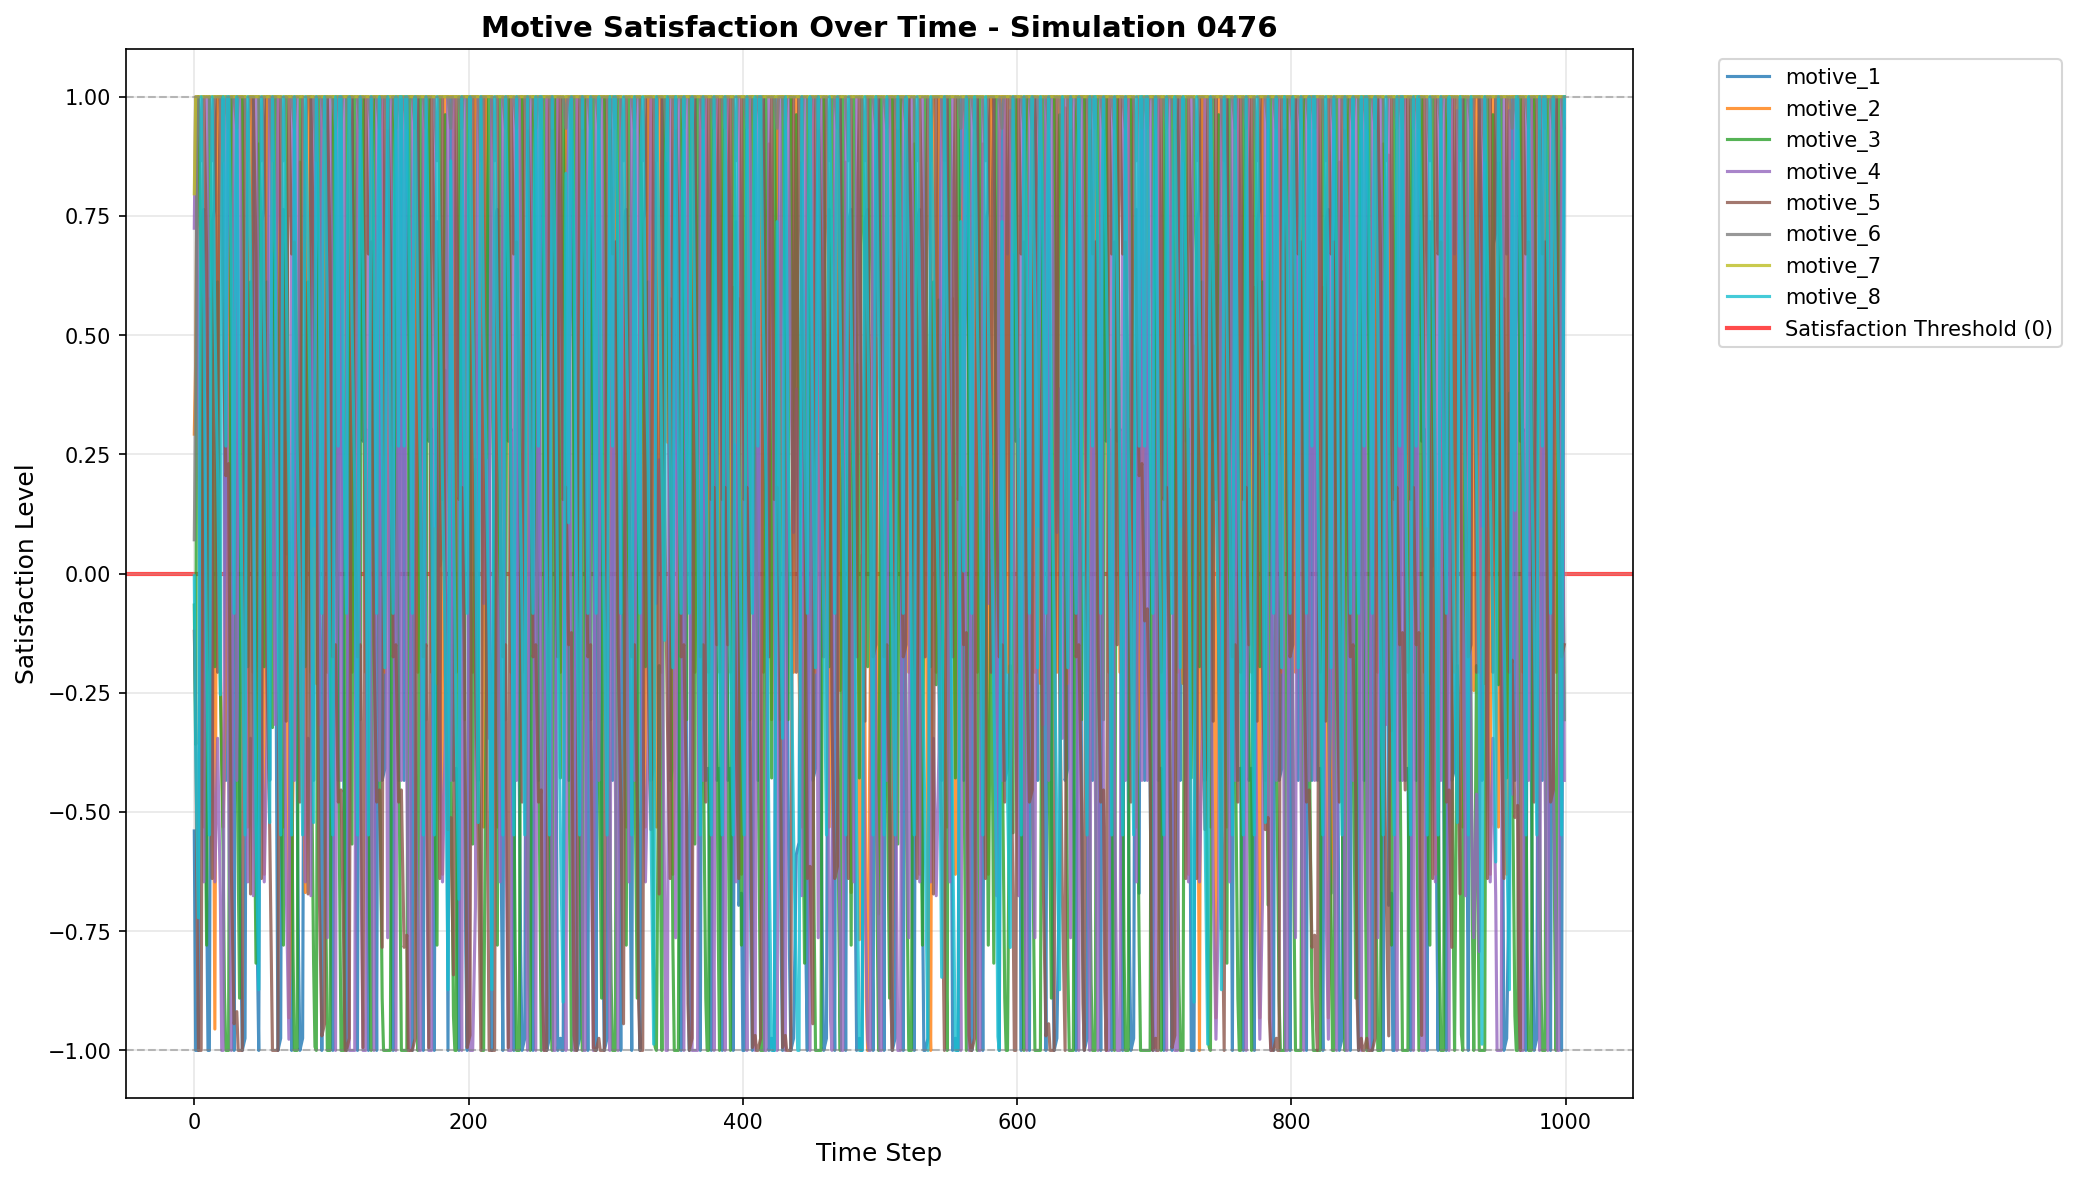 Motive Satisfaction Over Time - Simulation 0476
1.00
0.75
0.50
0.25
0.00
−0.25
−0.50
−0.75
−1.00
Satisfaction Level
0
200
400
600
800
1000
Time Step
motive_1
motive_2
motive_3
motive_4
motive_5
motive_6
motive_7
motive_8
Satisfaction Threshold (0)